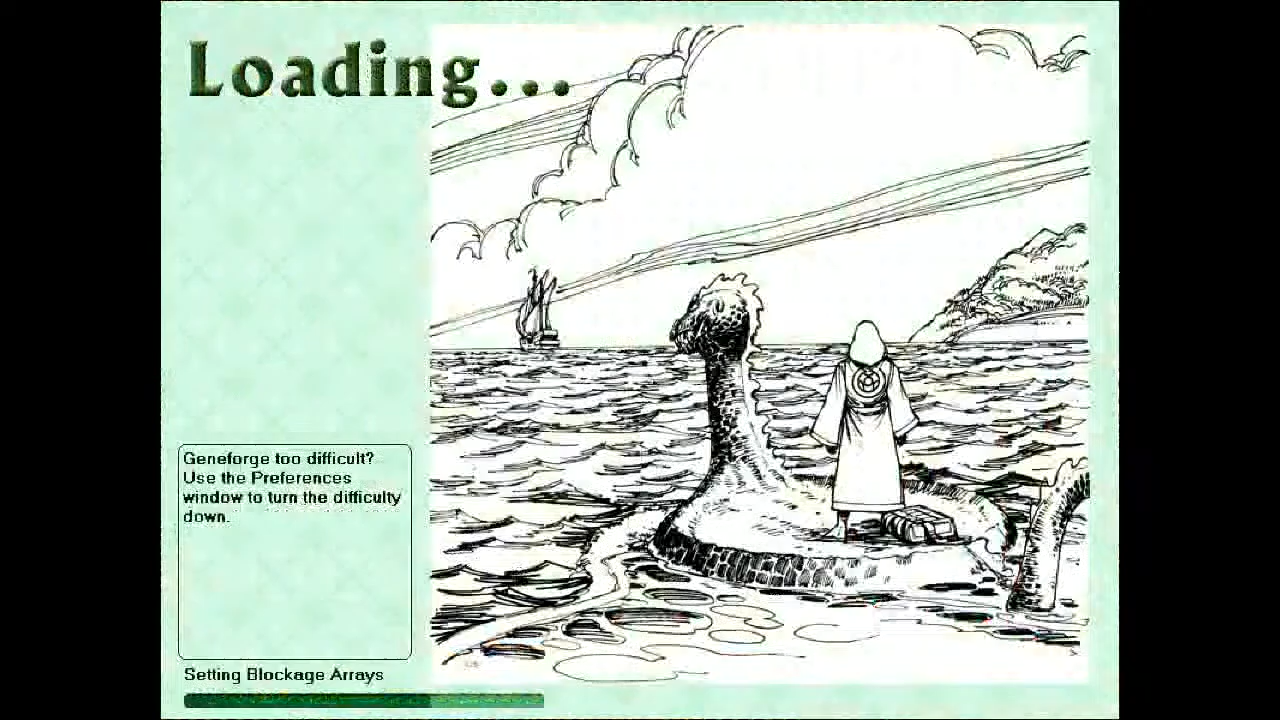 Loading...
Geneforge too difficult?
Use the Preferences
window to turn the difficulty
down.
Setting Blockage Arrays